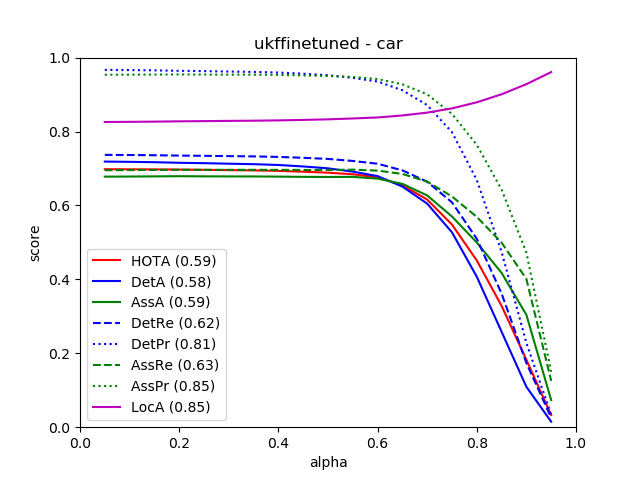 ukffinetuned - car
score
1.0
0.8
0.6
0.4
0.2
0.0
HOTA (0.59)
DetA (0.58)
AssA (0.59)
DetRe (0.62)
DetPr (0.81)
AssRe (0.63)
AssPr (0.85)
LocA (0.85)
0.0 0.2 0.4 0.6 0.8 1.0
alpha